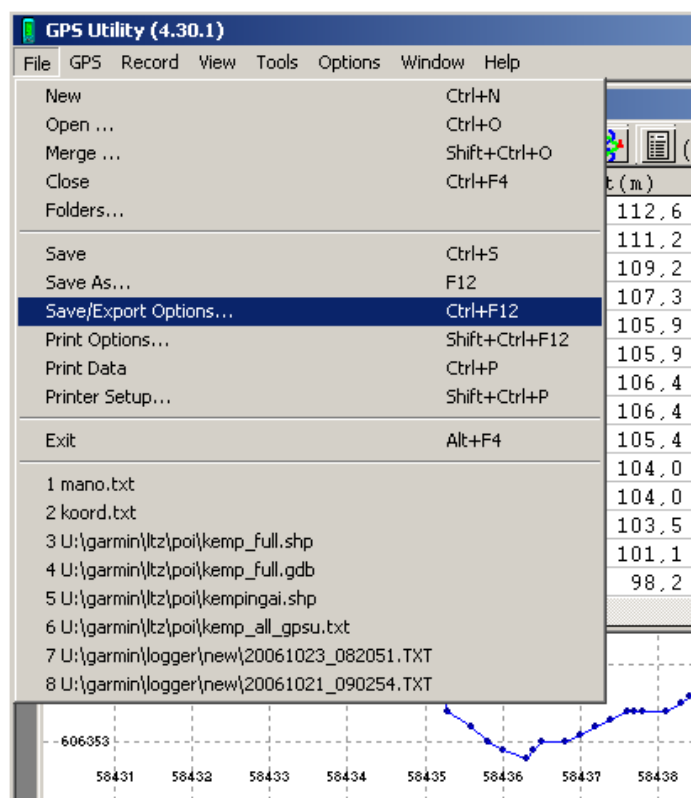 GPS Utility (4.30.1)
File GPS Record View Tools Options Window Help
New Ctrl+N
Open ... Ctrl+O
Merge ... Shift+Ctrl+O
Close Ctrl+F4
Folders...
Save Ctrl+S
Save As... F12
Save/Export Options... Ctrl+F12
Print Options... Shift+Ctrl+F12
Print Data Ctrl+P
Printer Setup... Shift+Ctrl+P
Exit Alt+F4
1 mano.txt
2 koord.txt
3 U:\garmin\ltz\poi\kemp_full.shp
4 U:\garmin\ltz\poi\kemp_full.gdb
5 U:\garmin\ltz\poi\kempingai.shp
6 U:\garmin\ltz\poi\kemp_all_gpsu.txt
7 U:\garmin\logger\new\20061023_082051.TXT
8 U:\garmin\logger\new\20061021_090254.TXT
(
t(m)
112,6
111,2
109,2
107,3
105,9
105,9
106,4
106,4
105,4
104,0
104,0
103,5
101,1
98,2
606353
58431 58432 58433 58434 58435 58436 58437 58438